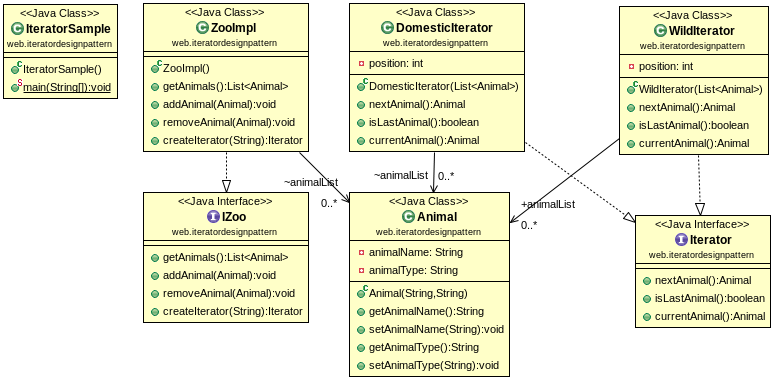 <<Java Class>>
IteratorSample
web.iteratordesignpattern
IteratorSample()
main(String[]):void
<<Java Class>>
ZooImpl
web.iteratordesignpattern
ZooImpl()
getAnimals():List<Animal>
addAnimal(Animal):void
removeAnimal(Animal):void
createIterator(String):Iterator
<<Java Class>>
DomesticIterator
web.iteratordesignpattern
position: int
DomesticIterator(List<Animal>)
nextAnimal():Animal
isLastAnimal():boolean
currentAnimal():Animal
<<Java Class>>
WildIterator
web.iteratordesignpattern
position: int
WildIterator(List<Animal>)
nextAnimal():Animal
isLastAnimal():boolean
currentAnimal():Animal
~animalList
0..*
~animalList
0..*
+animalList
0..*
<<Java Interface>>
IZoo
web.iteratordesignpattern
getAnimals():List<Animal>
addAnimal(Animal):void
removeAnimal(Animal):void
createIterator(String):Iterator
<<Java Class>>
Animal
web.iteratordesignpattern
animalName: String
animalType: String
Animal(String,String)
getAnimalName():String
setAnimalName(String):void
getAnimalType():String
setAnimalType(String):void
<<Java Interface>>
Iterator
web.iteratordesignpattern
nextAnimal():Animal
isLastAnimal():boolean
currentAnimal():Animal